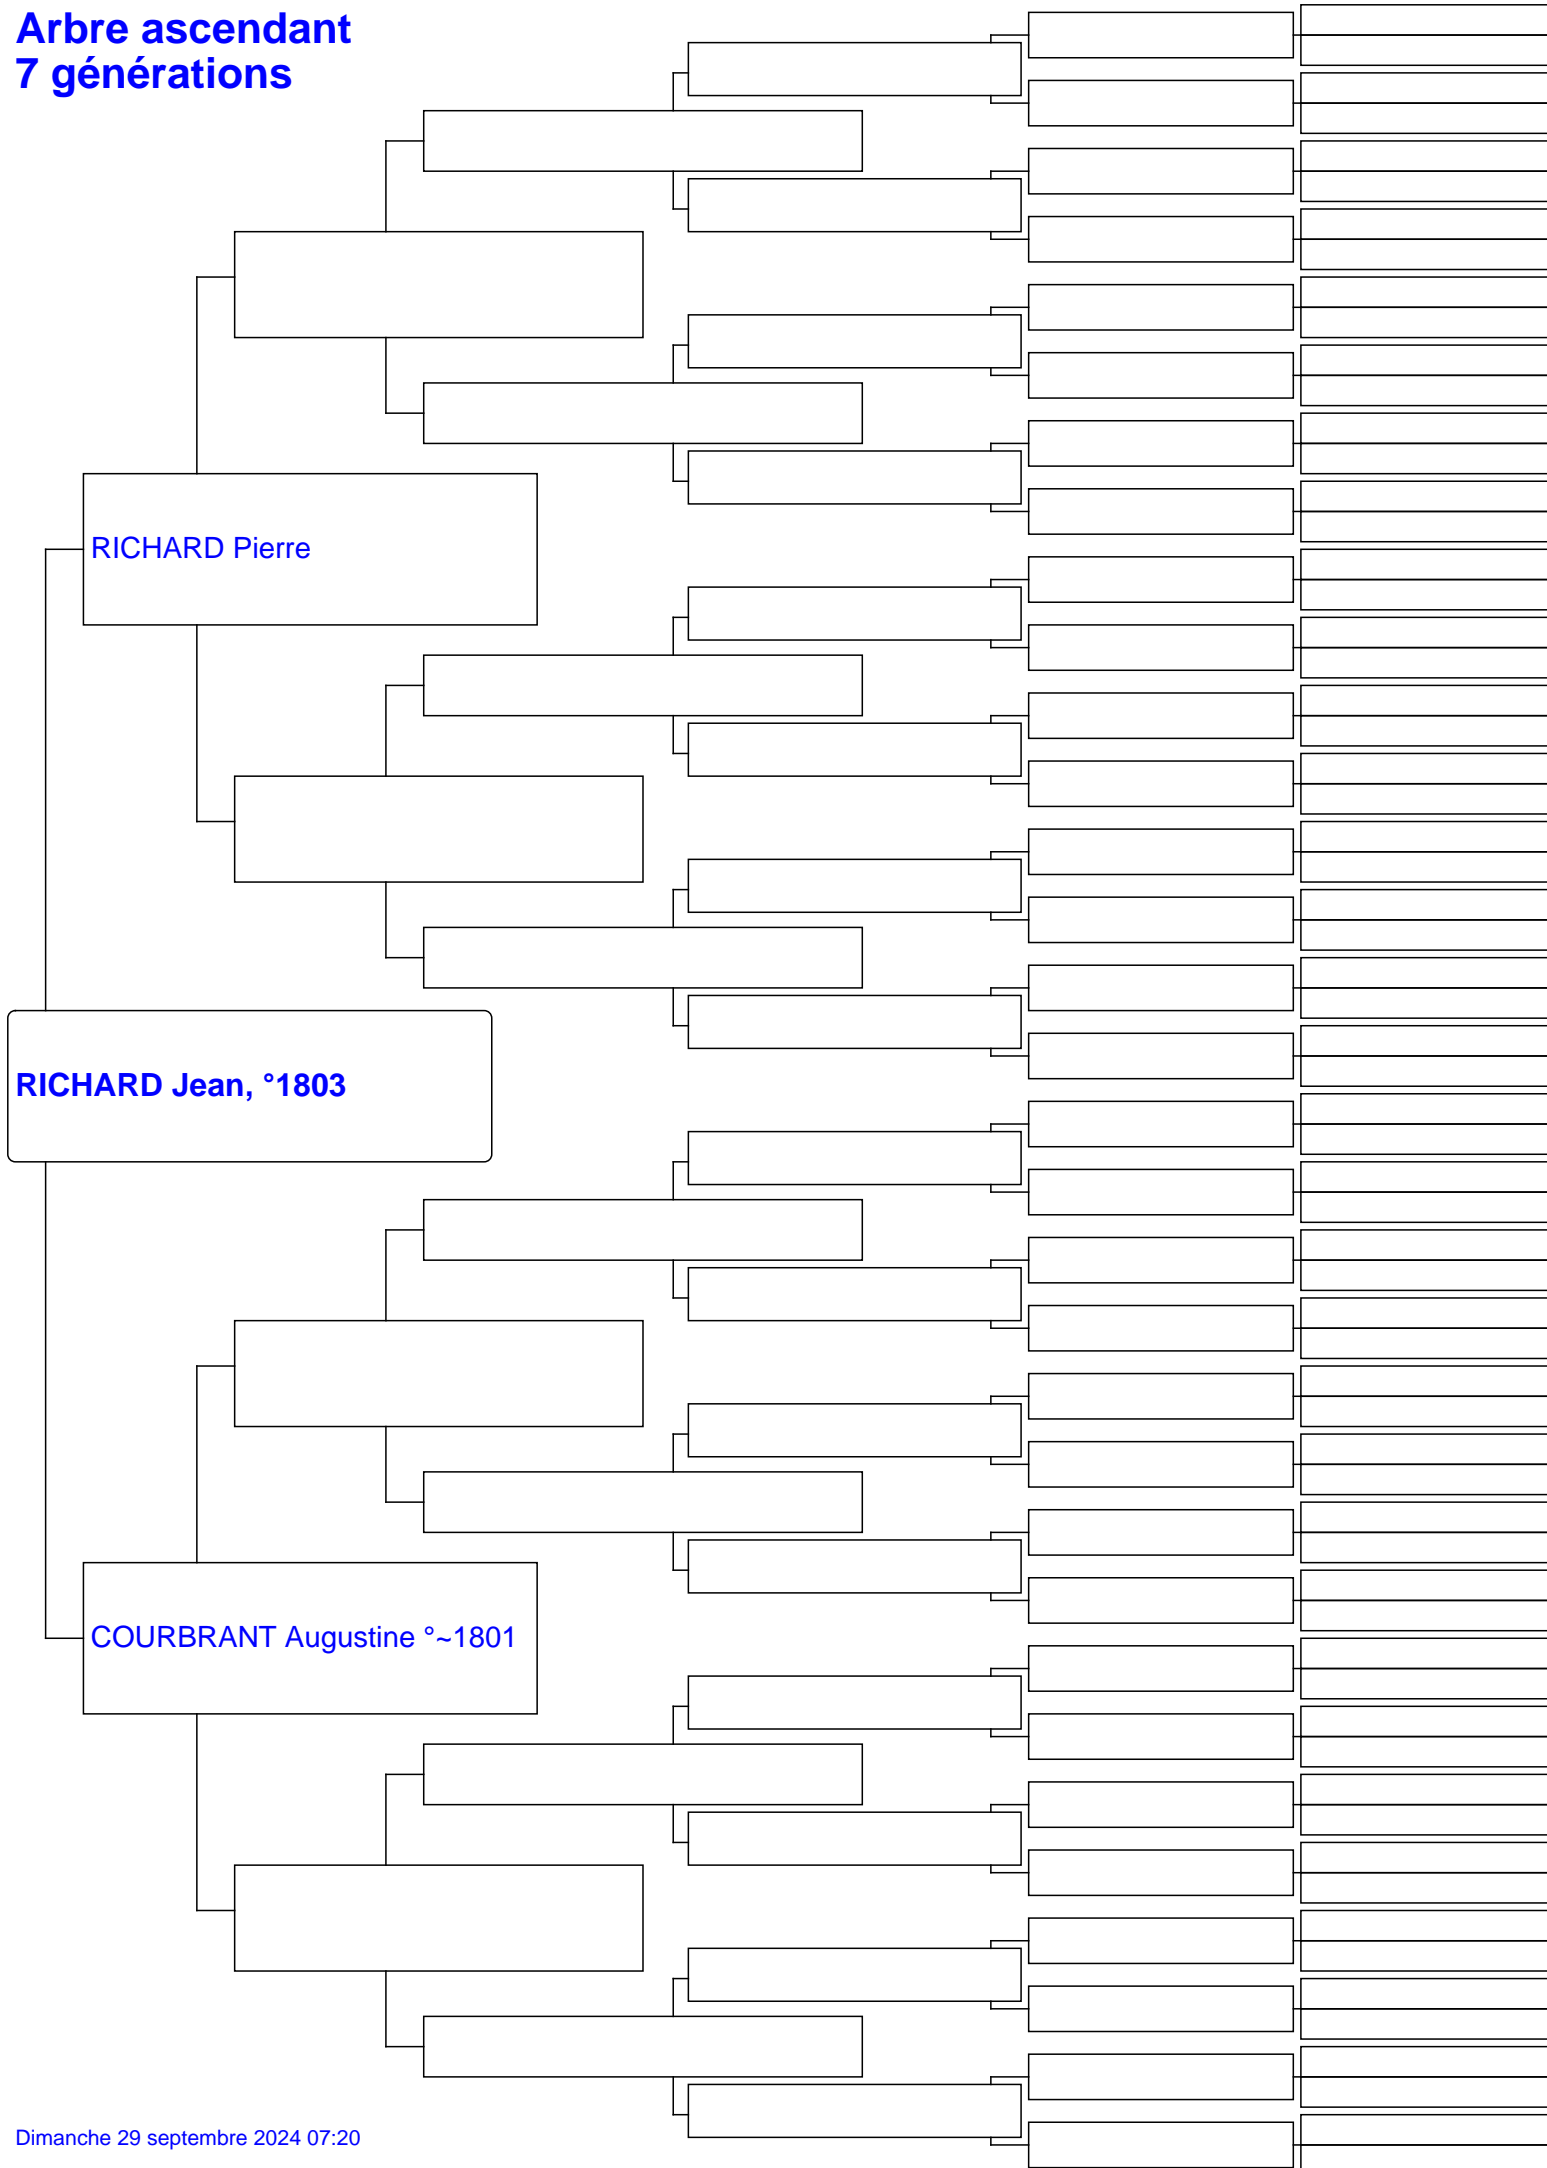 Arbre ascendant
7 générations
RICHARD Pierre
RICHARD Jean, °1803
COURBRANT Augustine °~1801
Dimanche 29 septembre 2024 07:20